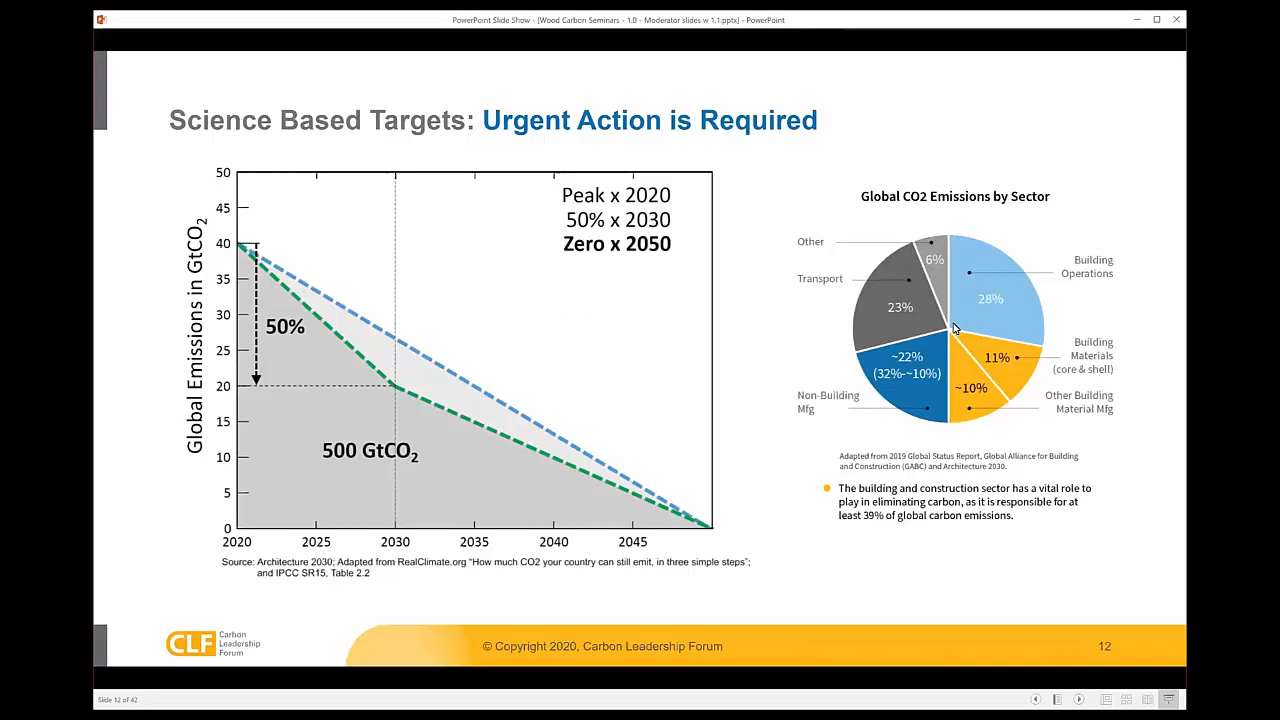 PowerPoint Slide Show - [Wood Carbon Seminars - 1.0 - Moderator slides w 1.1.pptx] - PowerPoint
Science Based Targets: Urgent Action is Required
Global Emissions in GtCO2
50
45
40
35
30
25
20
15
10
5
0
2020
2025
2030
2035
2040
2045
Peak x 2020
50% x 2030
Zero x 2050
50%
500 GtCO2
Source: Architecture 2030; Adapted from RealClimate.org “How much CO2 your country can still emit, in three simple steps”;
and IPCC SR15, Table 2.2
Global CO2 Emissions by Sector
Other
6%
Transport
23%
Building
Operations
28%
Building
Materials
(core & shell)
11%
Other Building
Material Mfg
~10%
Non-Building
Mfg
~22%
(32%-~10%)
Adapted from 2019 Global Status Report, Global Alliance for Building
and Construction (GABC) and Architecture 2030.
The building and construction sector has a vital role to
play in eliminating carbon, as it is responsible for at
least 39% of global carbon emissions.
CLF
Carbon
Leadership
Forum
© Copyright 2020, Carbon Leadership Forum
12
Slide 12 of 42